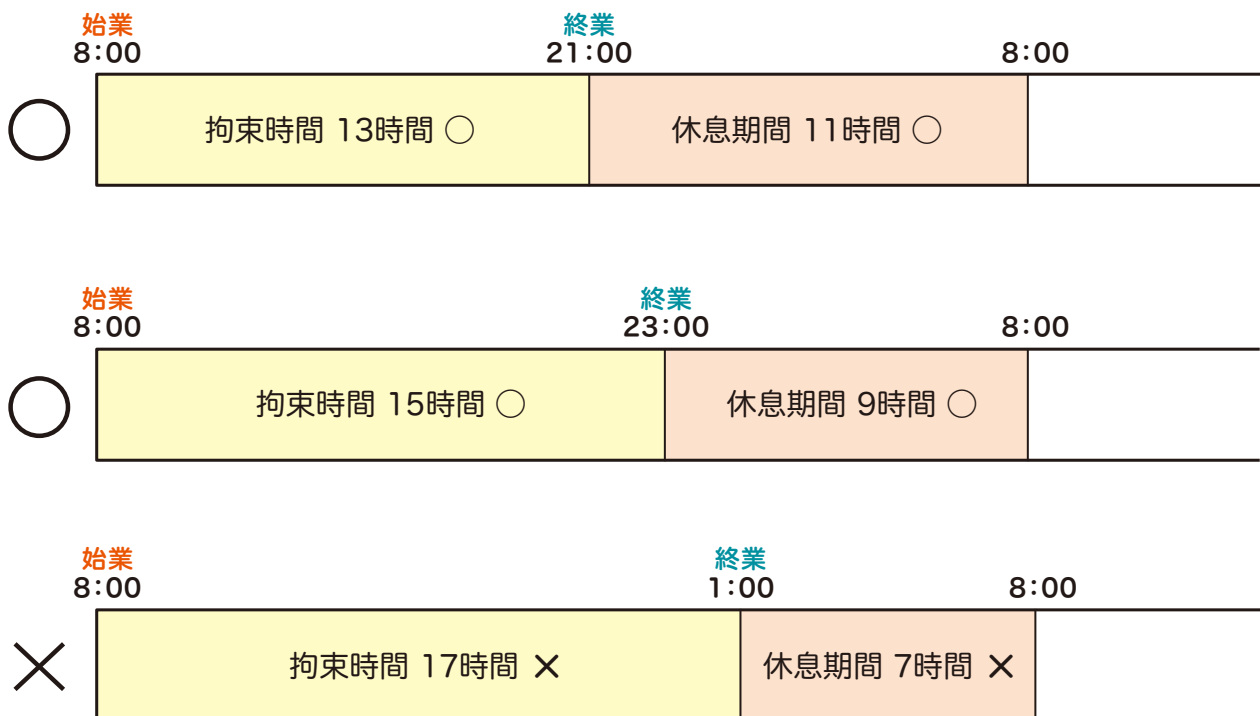 始業 終業
8:00 21:00 8:00
○ 拘束時間 13時間 ○ 休息期間 11時間 ○
始業 終業
8:00 23:00 8:00
○ 拘束時間 15時間 ○ 休息期間 9時間 ○
始業 終業
8:00 1:00 8:00
× 拘束時間 17時間 × 休息期間 7時間 ×